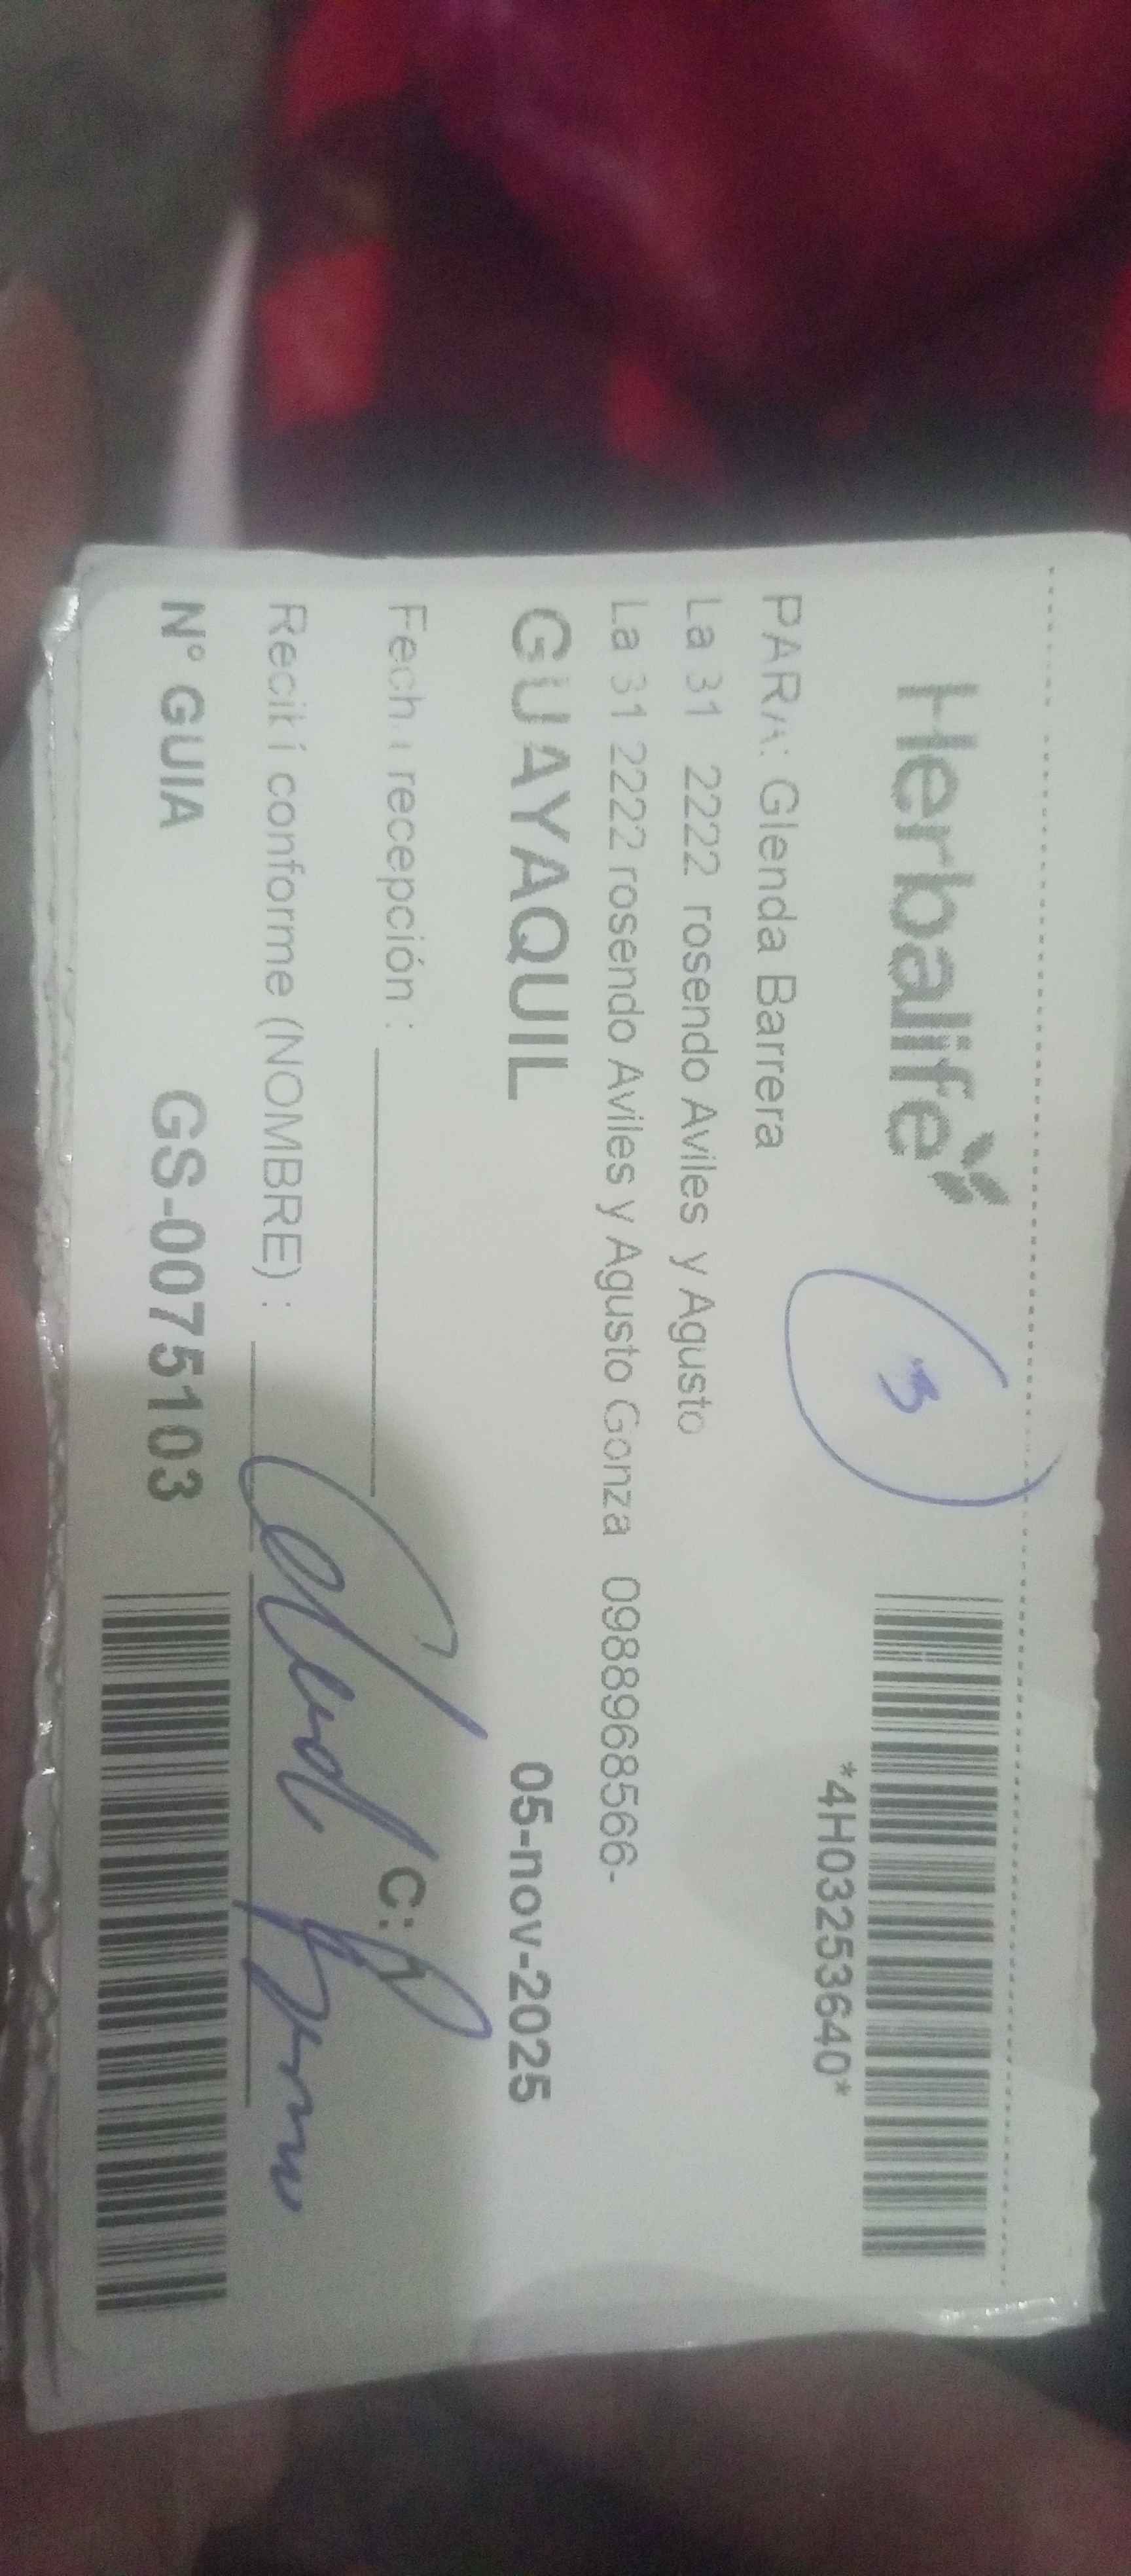 Herbalife
3
*4H03253640*
PARA: Glenda Barrera
La 31 2222 rosendo Aviles y Agusto
La 31 2222 rosendo Aviles y Agusto Gonza 0988968566-
GUAYAQUIL 05-nov-2025
Fecha recepción :
C:
Recibí conforme (NOMBRE) :
Nº GUIA GS-0075103